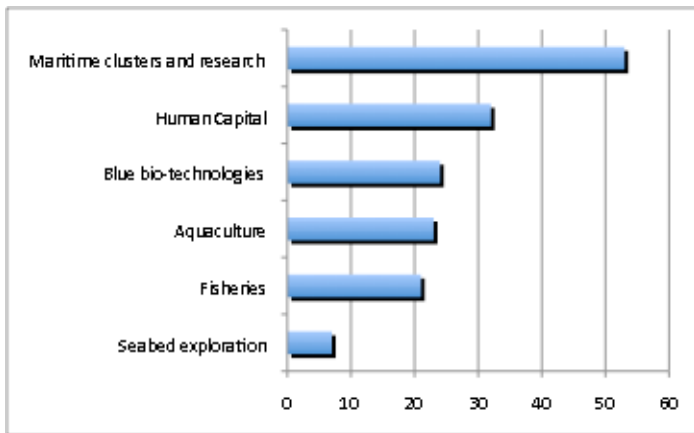 Maritime clusters and research
Human Capital
Blue bio-technologies
Aquaculture
Fisheries
Seabed exploration
0 10 20 30 40 50 60